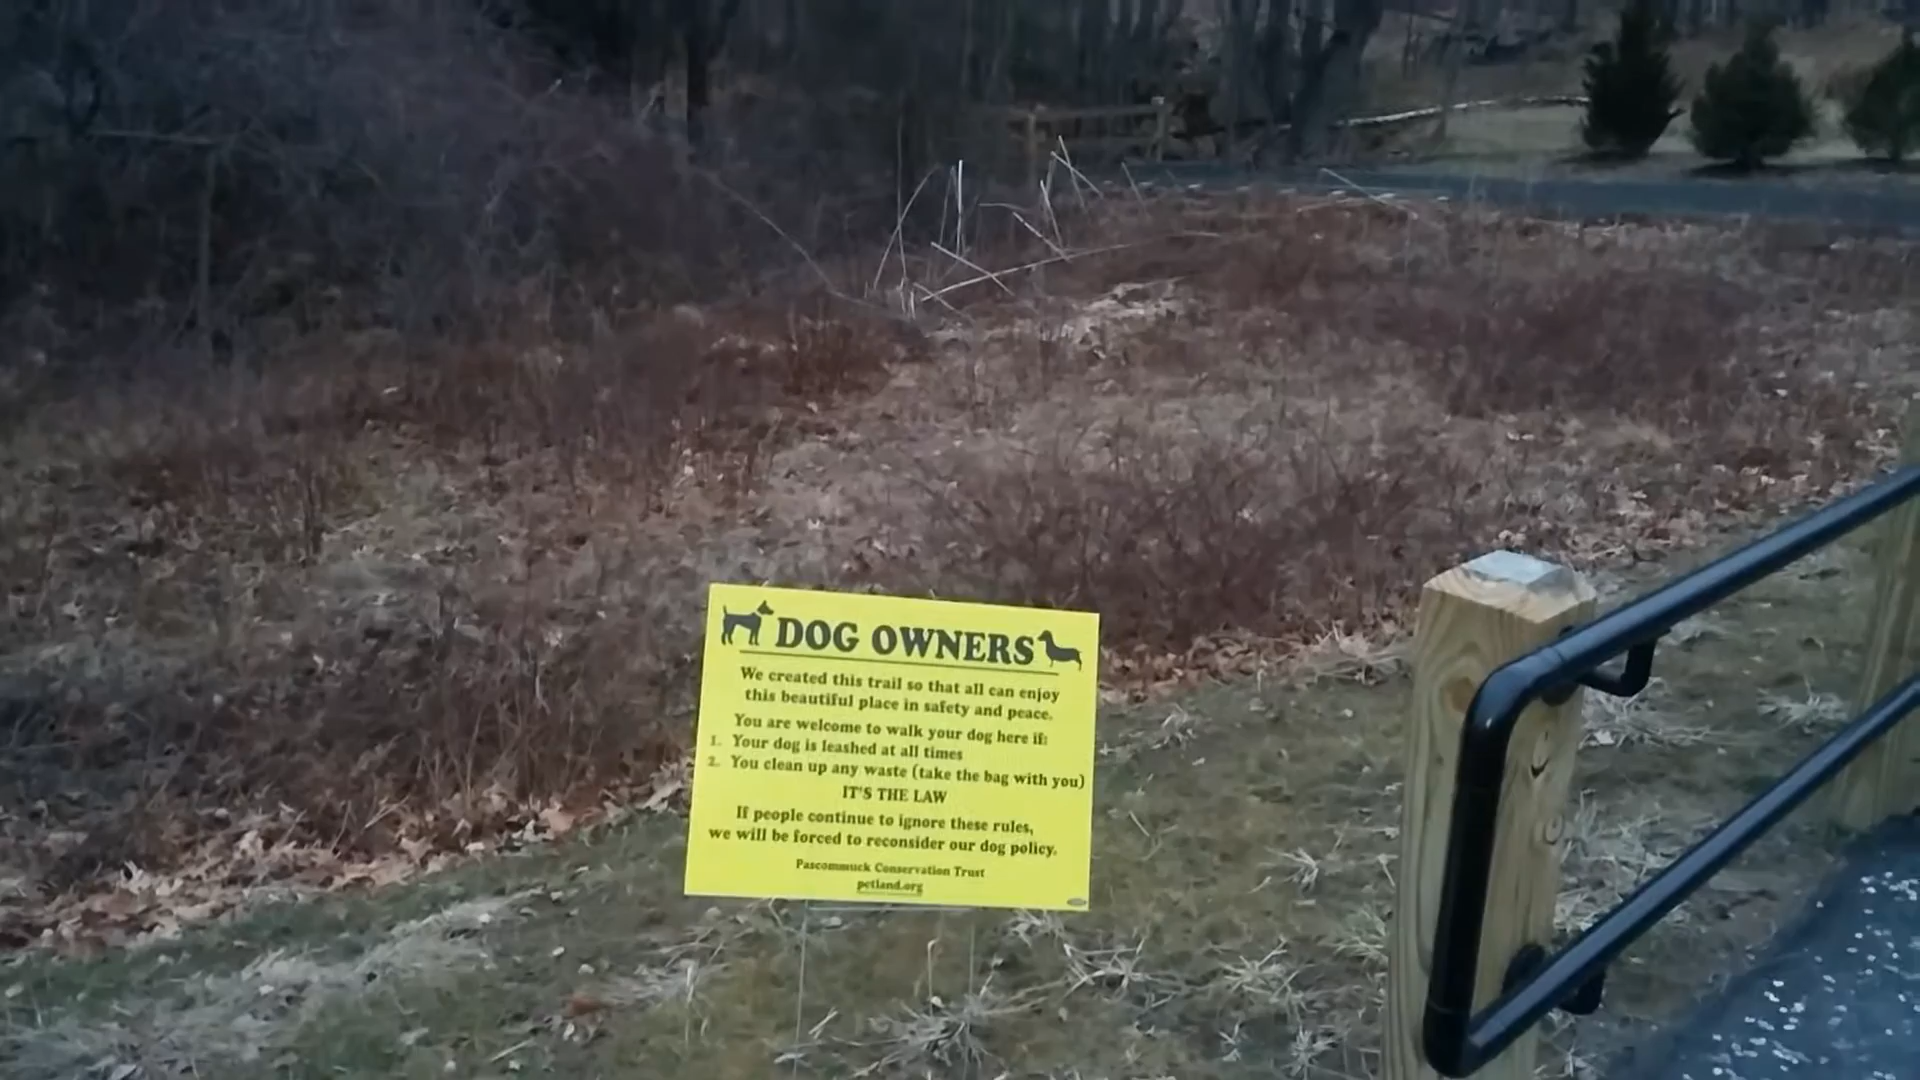 DOG OWNERS
We created this trail so that all can enjoy
this beautiful place in safety and peace.
You are welcome to walk your dog here if:
1. Your dog is leashed at all times
2. You clean up any waste (take the bag with you)
IT'S THE LAW
If people continue to ignore these rules,
we will be forced to reconsider our dog policy.
Pascommuck Conservation Trust
pctland.org